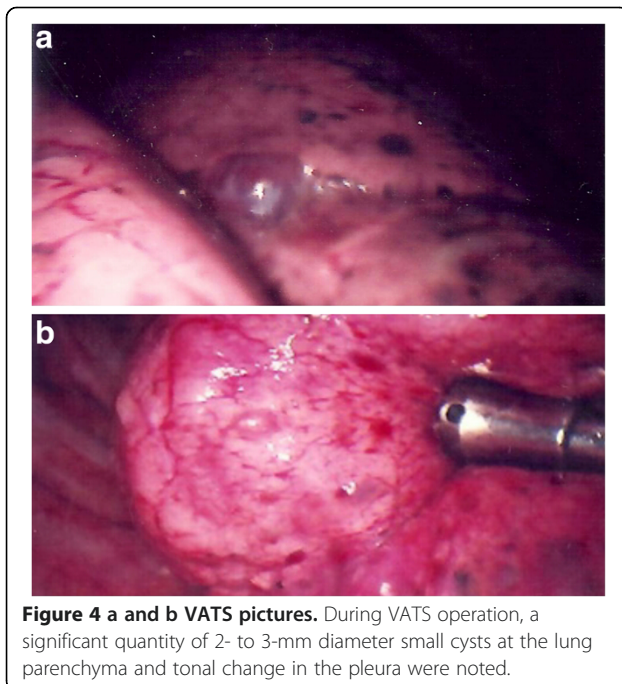 a
b
Figure 4 a and b VATS pictures. During VATS operation, a
significant quantity of 2- to 3-mm diameter small cysts at the lung
parenchyma and tonal change in the pleura were noted.